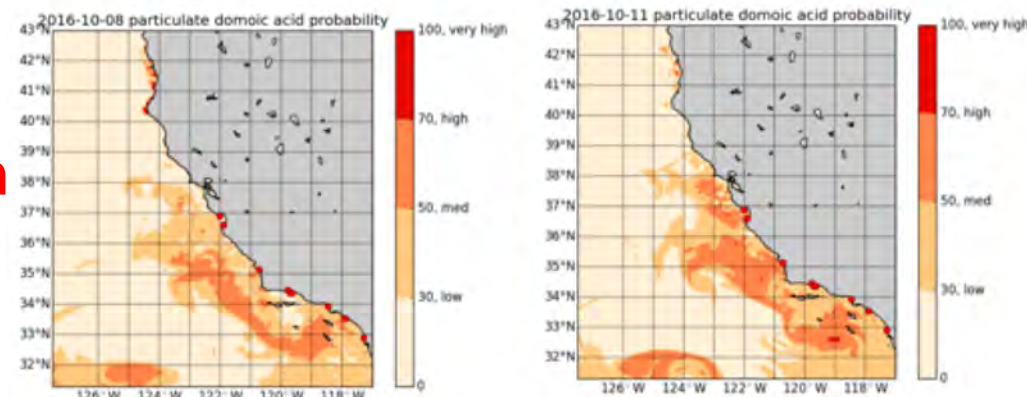 2016-10-08 particulate domoic acid probability
43°N
42°N
41°N
40°N
39°N
38°N
37°N
36°N
35°N
34°N
33°N
32°N
126°W 124°W 122°W 120°W 118°W
100, very high
70, high
50, med
30, low
0
n
2016-10-11 particulate domoic acid probability
43°N
42°N
41°N
40°N
39°N
38°N
37°N
36°N
35°N
34°N
33°N
32°N
126°W 124°W 122°W 120°W 118°W
100, very high
70, high
50, med
30, low
0